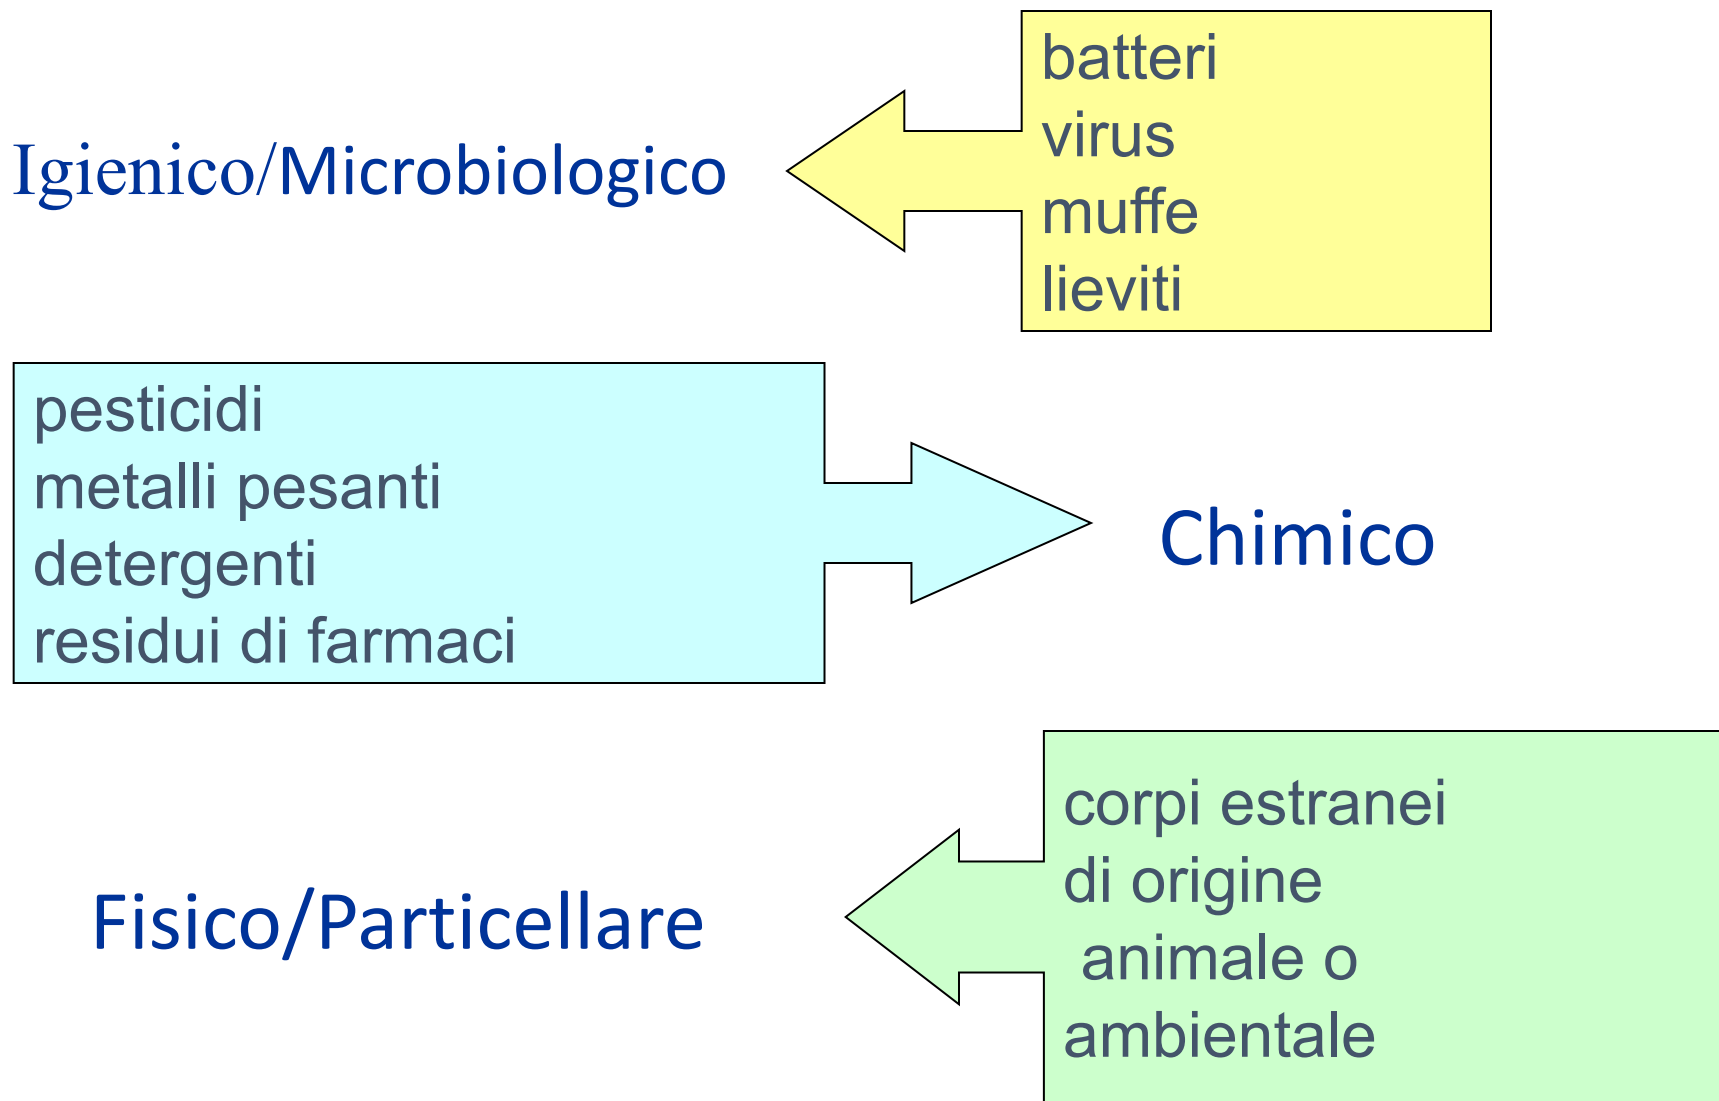 Igienico/Microbiologico
batteri
virus
muffe
lieviti
pesticidi
metalli pesanti
detergenti
residui di farmaci
Chimico
Fisico/Particellare
corpi estranei
di origine
animale o
ambientale